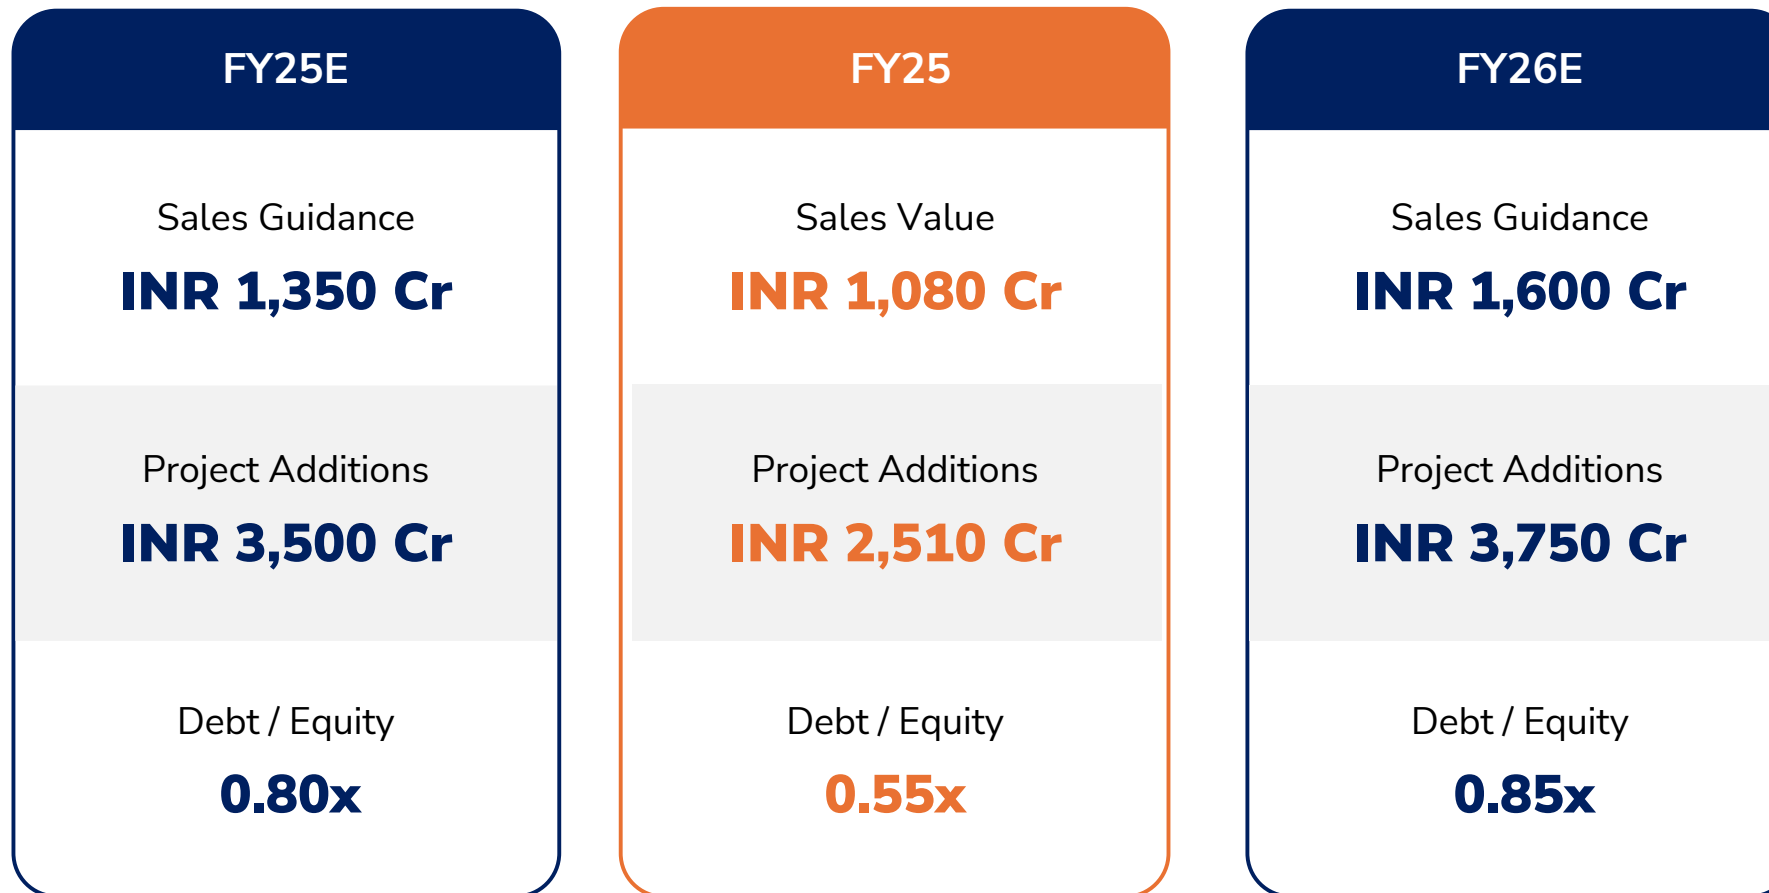 FY25E
Sales Guidance
INR 1,350 Cr
Project Additions
INR 3,500 Cr
Debt / Equity
0.80x
FY25
Sales Value
INR 1,080 Cr
Project Additions
INR 2,510 Cr
Debt / Equity
0.55x
FY26E
Sales Guidance
INR 1,600 Cr
Project Additions
INR 3,750 Cr
Debt / Equity
0.85x